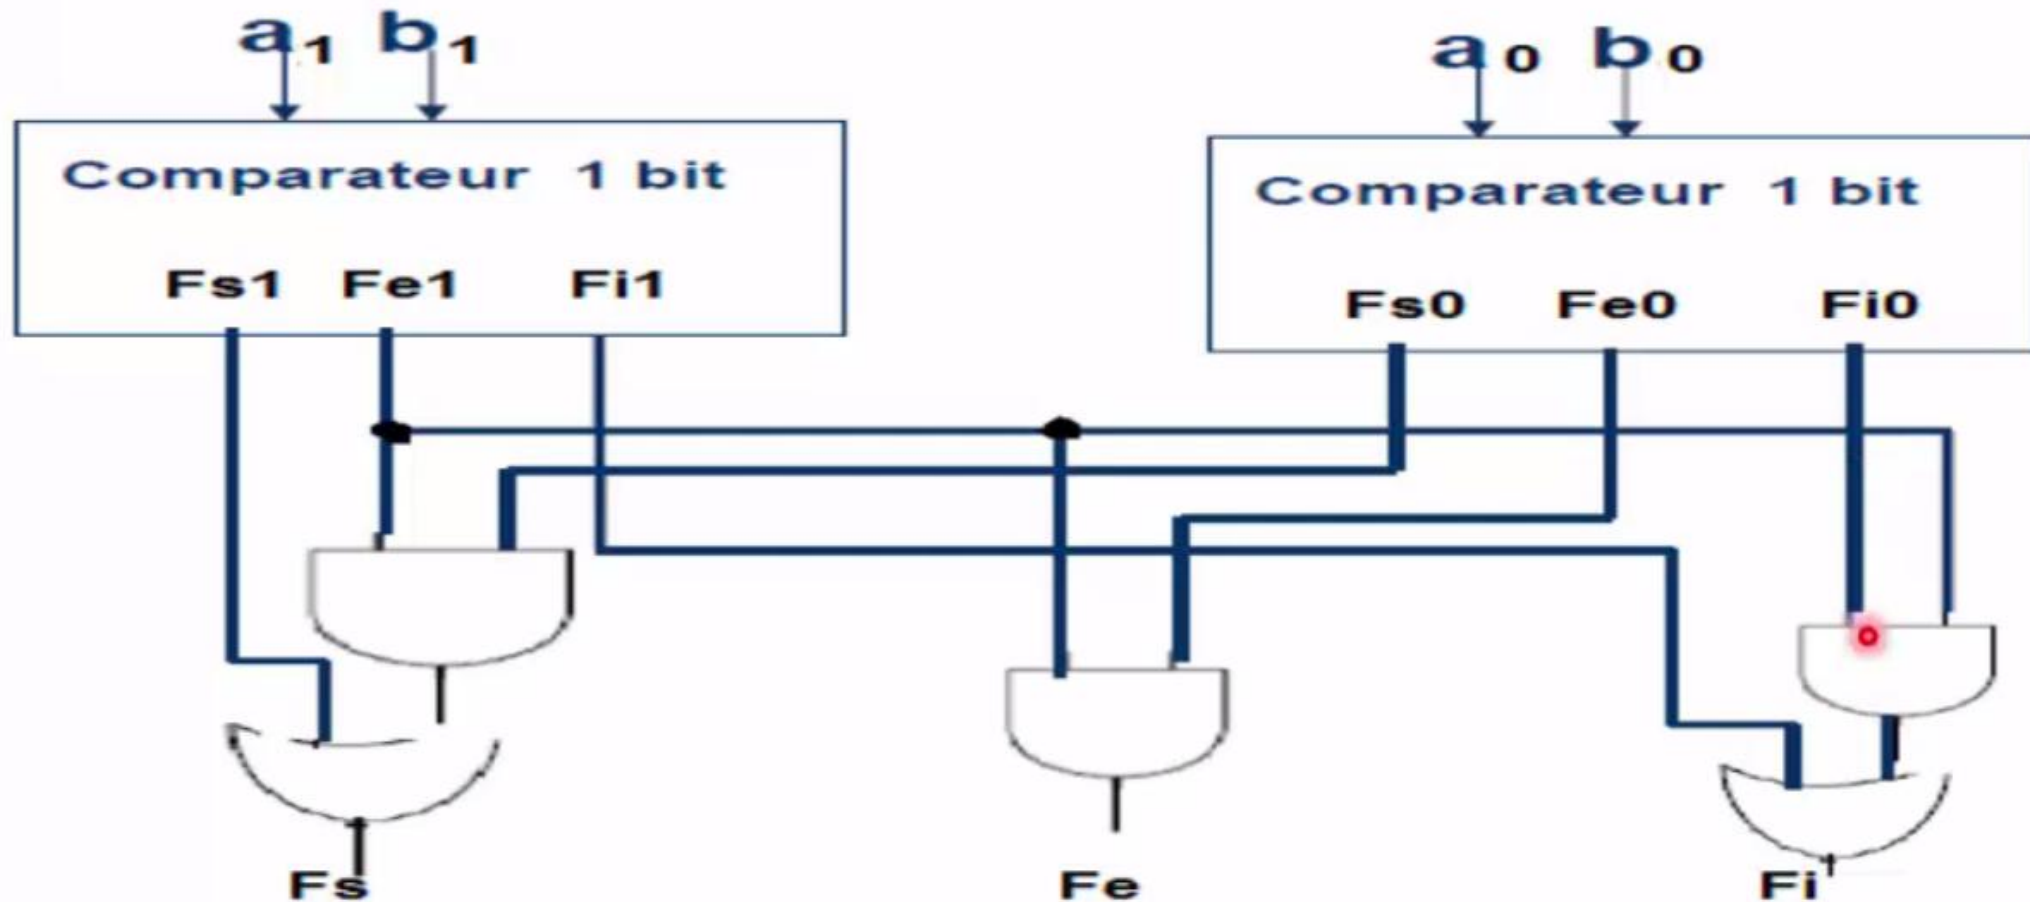 a1 b1
a0 b0
Comparateur 1 bit
Comparateur 1 bit
Fs1 Fe1 Fi1
Fs0 Fe0 Fi0
Fs Fe Fi